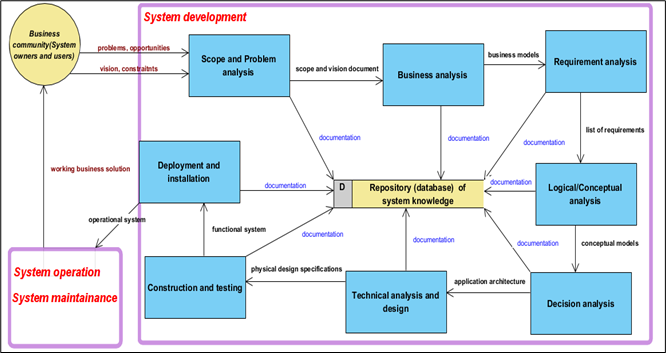 System development
Business
community(System
owners and users)
problems, opportunities
vision, constraitnts
Scope and Problem
analysis
scope and vision document
Business analysis
business models
Requirement analysis
documentation
documentation
documentation
list of requirements
working business solution
Deployment and
installation
documentation
D
Repository (database) of
system knowledge
documentation
Logical/Conceptual
analysis
operational system
functional system
documentation
documentation
documentation
conceptual models
System operation
System maintainance
Construction and testing
physical design specifications
Technical analysis and
design
application architecture
Decision analysis